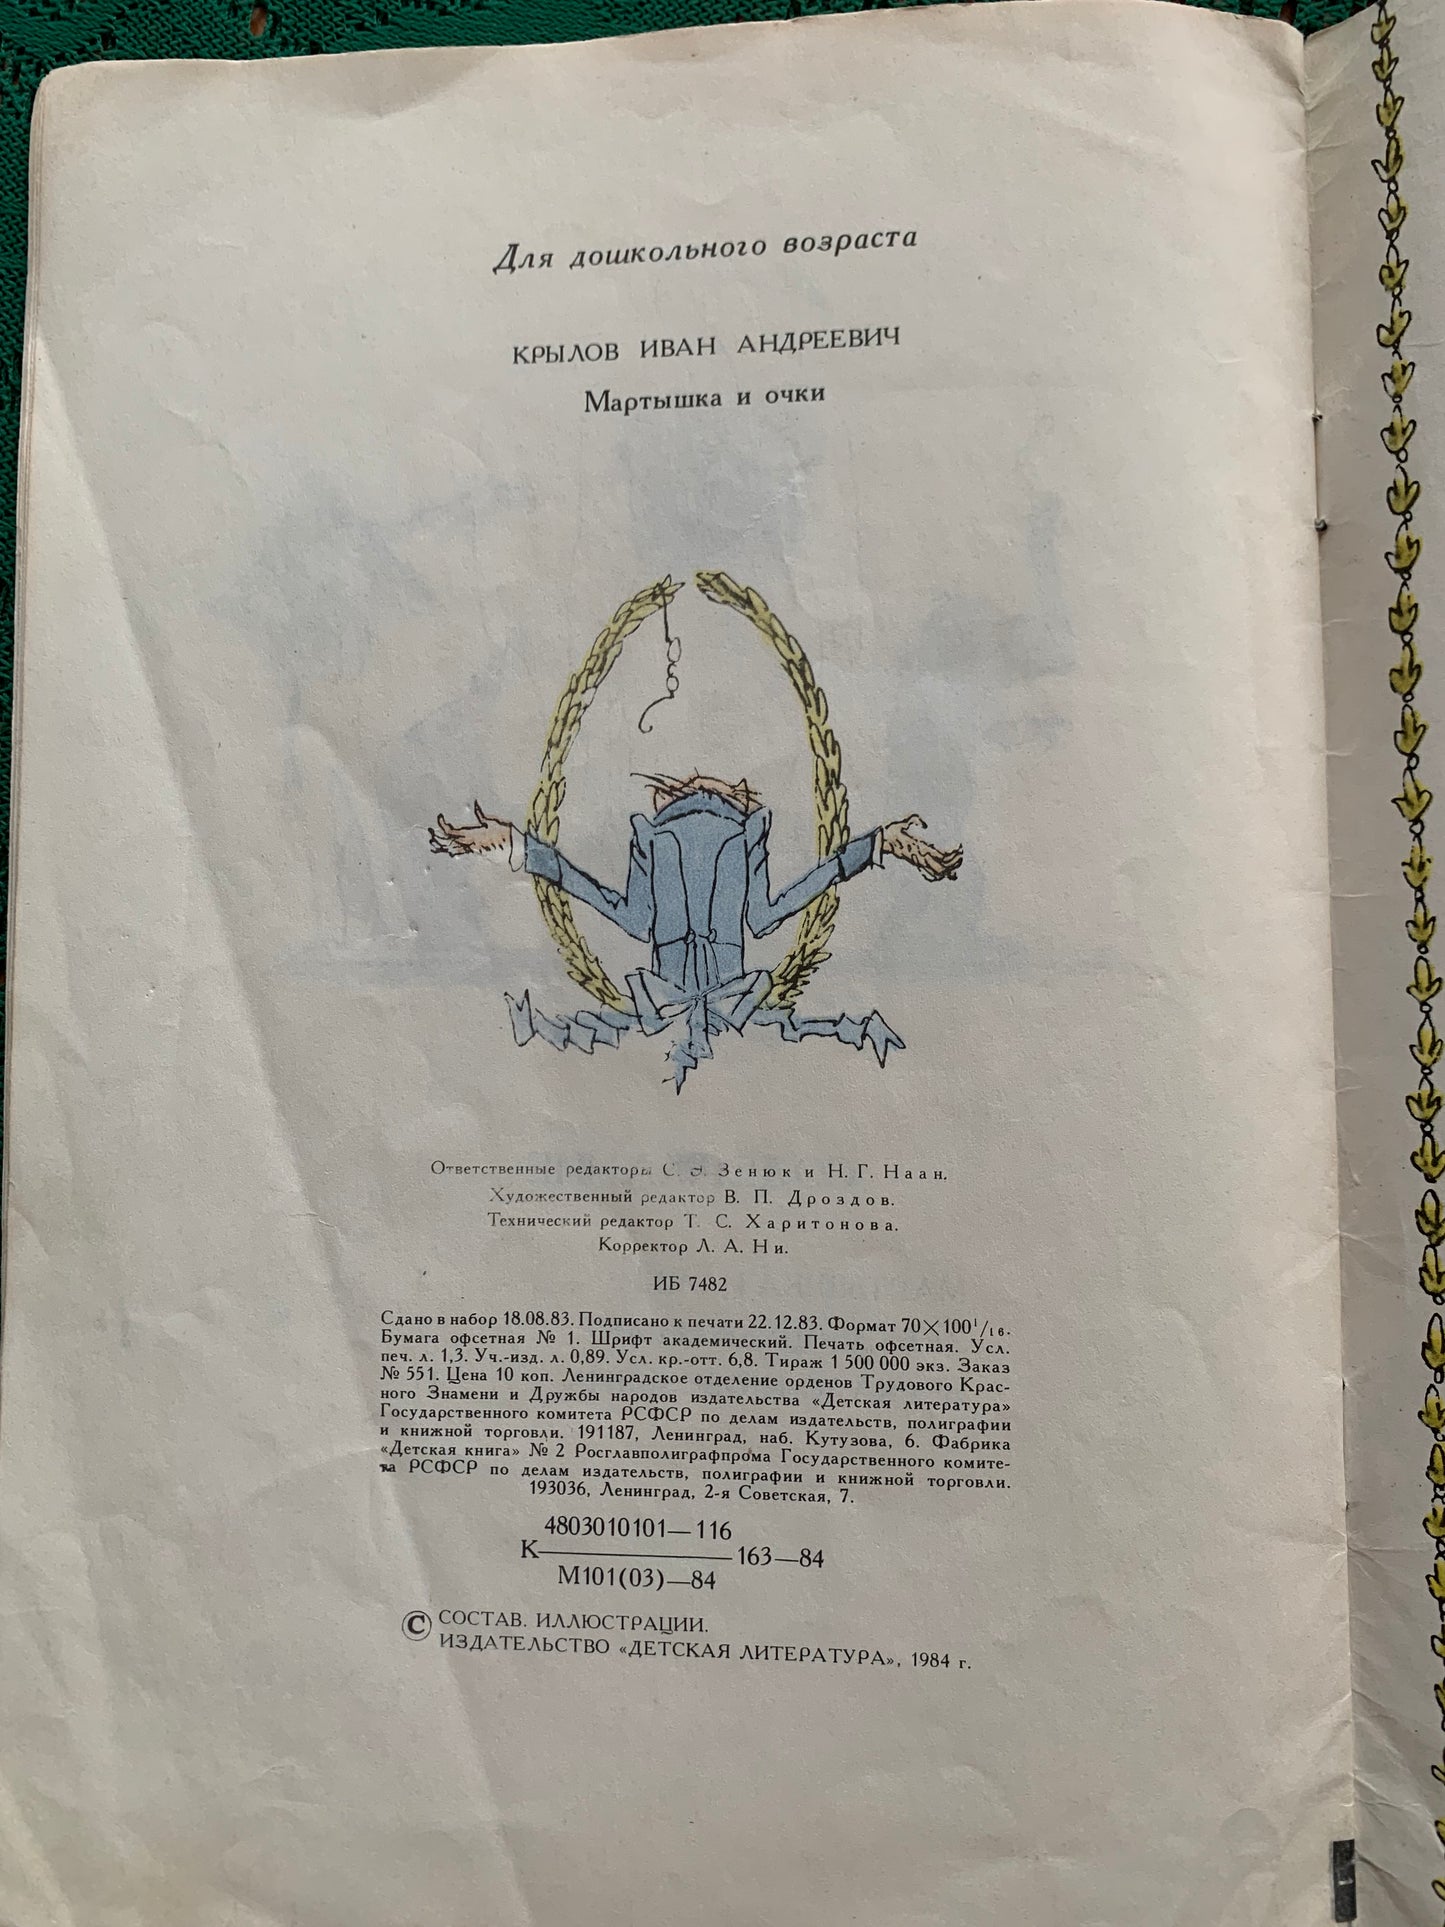 Для дошкольного возраста
КРЫЛОВ ИВАН АНДРЕЕВИЧ
Мартышка и очки
Ответственные редакторы С. Э. Зенюк и Н. Г. Наан.
Художественный редактор В. П. Дроздов.
Технический редактор Т. С. Харитонова.
Корректор Л. А. Ни.
ИБ 7482
Сдано в набор 18.08.83. Подписано к печати 22.12.83. Формат 70×100¹/₁₆.
Бумага офсетная № 1. Шрифт академический. Печать офсетная. Усл.
печ. л. 1,3. Уч.-изд. л. 0,89. Усл. кр.-отт. 6,8. Тираж 1 500 000 экз. Заказ
№ 551. Цена 10 коп. Ленинградское отделение орденов Трудового Крас-
ного Знамени и Дружбы народов издательства «Детская литература»
Государственного комитета РСФСР по делам издательств, полиграфии
и книжной торговли. 191187, Ленинград, наб. Кутузова, 6. Фабрика
«Детская книга» № 2 Росглавполиграфпрома Государственного комите-
та РСФСР по делам издательств, полиграфии и книжной торговли.
193036, Ленинград, 2-я Советская, 7.
4803010101—116
К————163—84
М101(03)—84
© СОСТАВ. ИЛЛЮСТРАЦИИ.
ИЗДАТЕЛЬСТВО «ДЕТСКАЯ ЛИТЕРАТУРА», 1984 г.
1